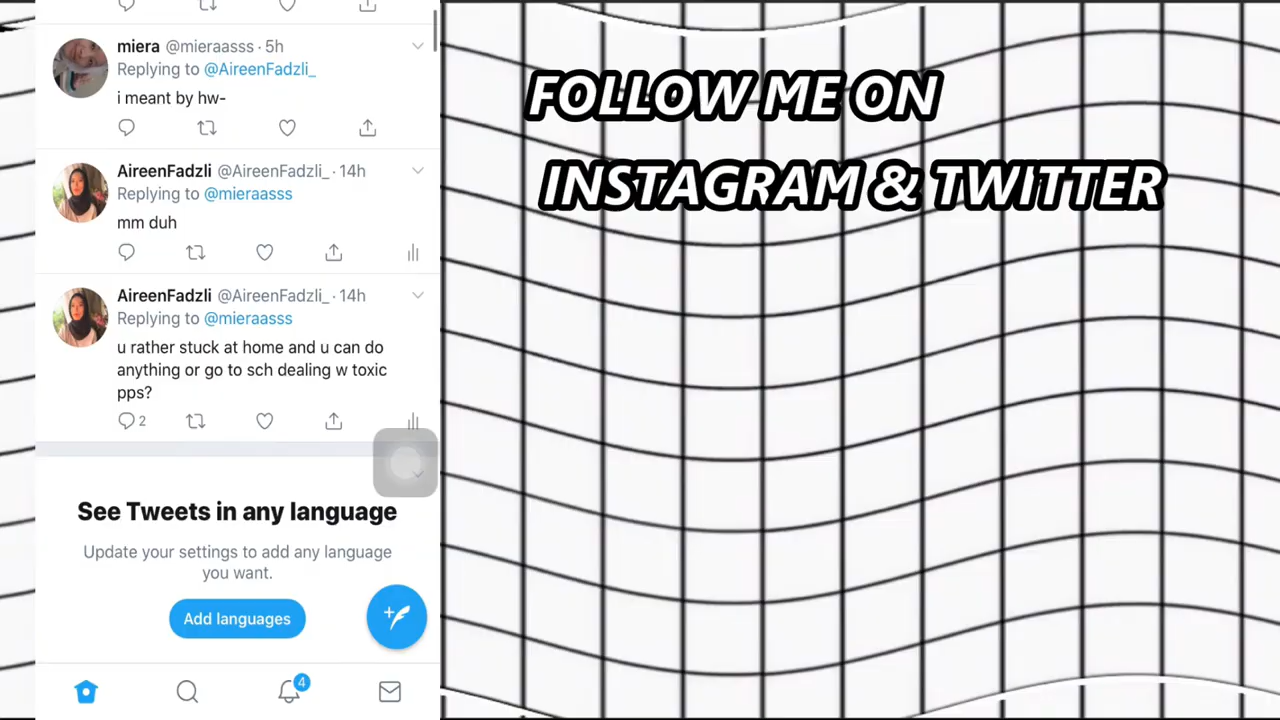 miera @mieraasss · 5h
Replying to @AireenFadzli_
i meant by hw-
AireenFadzli @AireenFadzli_ · 14h
Replying to @mieraasss
mm duh
AireenFadzli @AireenFadzli_ · 14h
Replying to @mieraasss
u rather stuck at home and u can do
anything or go to sch dealing w toxic
pps?
2
See Tweets in any language
Update your settings to add any language
you want.
Add languages
4
FOLLOW ME ON
INSTAGRAM & TWITTER